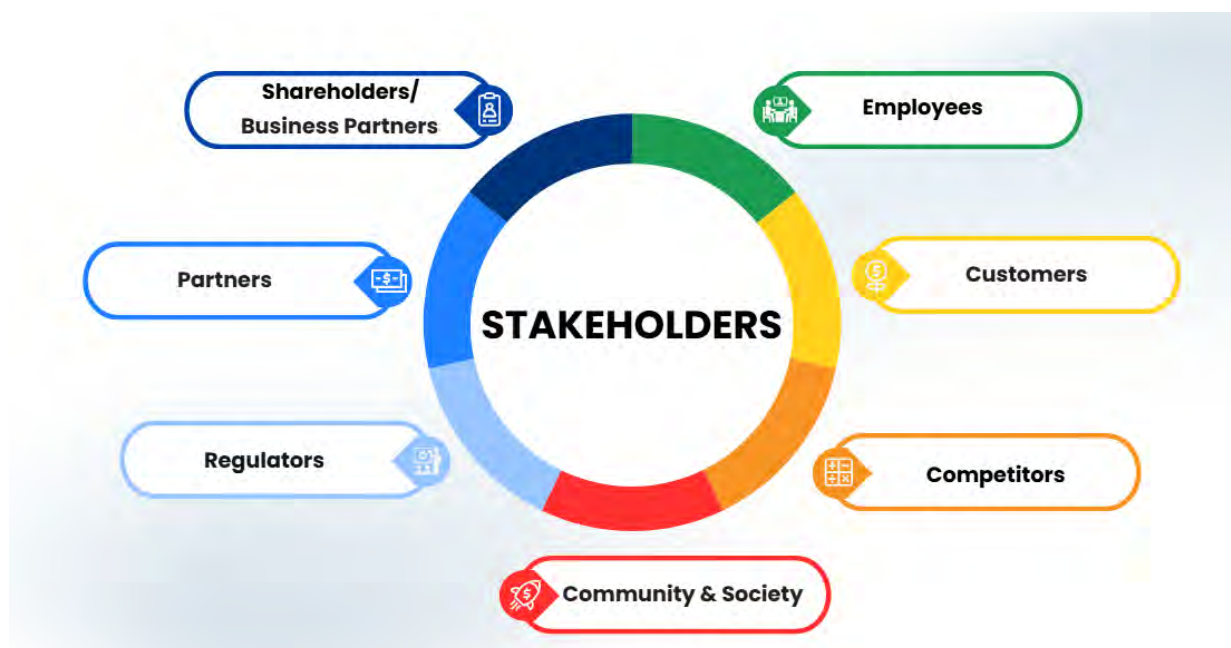 Shareholders/
Business Partners
Employees
Partners
Customers
STAKEHOLDERS
Regulators
Competitors
Community & Society